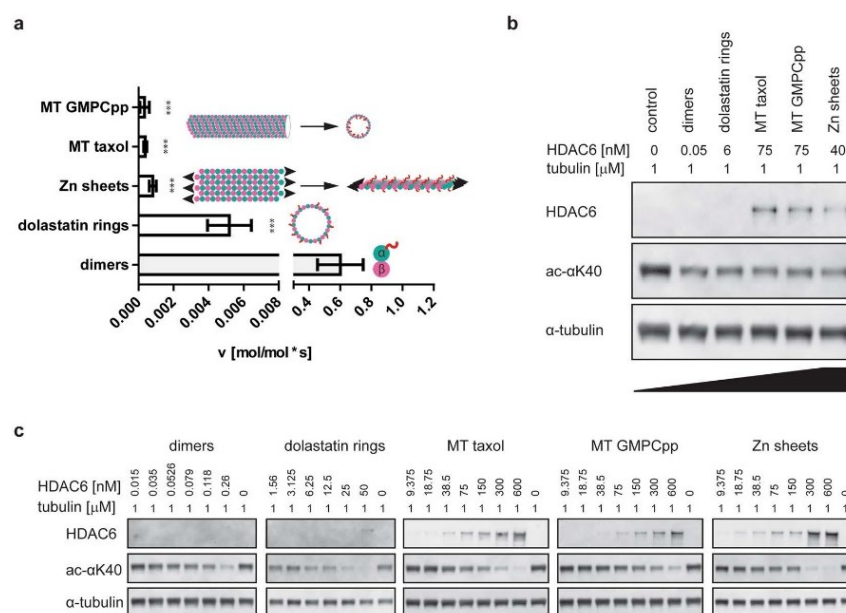 a
MT GMPCpp
***
MT taxol
***
Zn sheets
***
dolastatin rings
***
dimers
α
β
0.000 0.002 0.004 0.006 0.008 0.4 0.6 0.8 1.0 1.2
v [mol/mol*s]
b
control dimers dolastatin rings MT taxol MT GMPCpp Zn sheets
HDAC6 [nM] 0 0.05 6 75 75 40
tubulin [μM] 1 1 1 1 1 1
HDAC6
ac-αK40
α-tubulin
c
dimers dolastatin rings MT taxol MT GMPCpp Zn sheets
HDAC6 [nM] 0.015 0.035 0.0526 0.079 0.118 0.26 0 1.56 3.125 6.25 12.5 25 50 0 9.375 18.75 38.5 75 150 300 600 0 9.375 18.75 38.5 75 150 300 600 0 9.375 18.75 38.5 75 150 300 600 0
tubulin [μM] 1 1 1 1 1 1 1 1 1 1 1 1 1 1 1 1 1 1 1 1 1 1 1 1 1 1 1 1 1 1 1 1 1 1 1 1 1 1
HDAC6
ac-αK40
α-tubulin